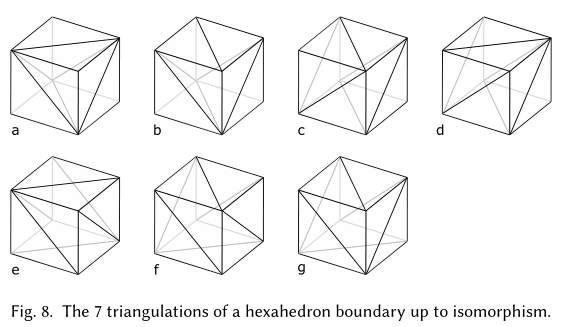 a b c d
e f g
Fig. 8. The 7 triangulations of a hexahedron boundary up to isomorphism.